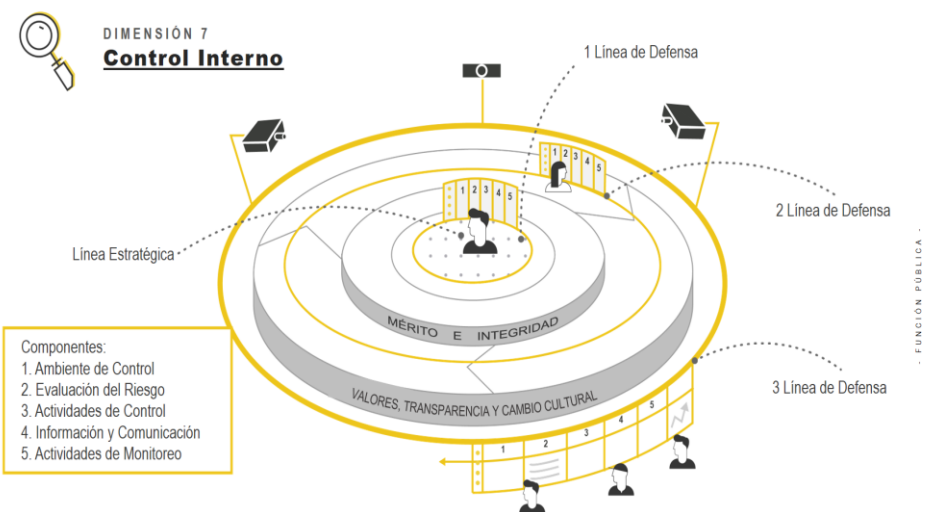 DIMENSIÓN 7
Control Interno
1 Línea de Defensa
1 2 3 4 5
1 2 3 4 5
2 Línea de Defensa
Línea Estratégica
- FUNCIÓN PÚBLICA -
MÉRITO E INTEGRIDAD
VALORES, TRANSPARENCIA Y CAMBIO CULTURAL
3 Línea de Defensa
Componentes:
1. Ambiente de Control
2. Evaluación del Riesgo
3. Actividades de Control
4. Información y Comunicación
5. Actividades de Monitoreo
1 2 3 4 5